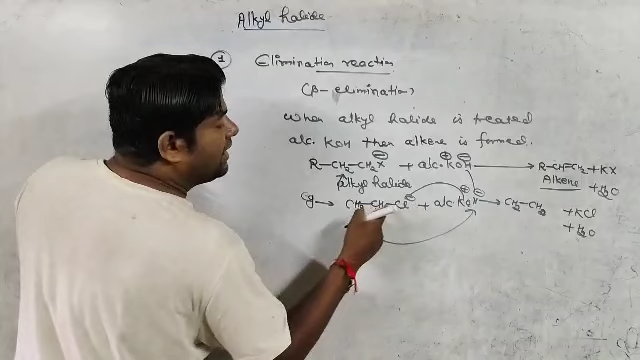 Alkyl halide
1 Elimination reaction
(β-elimination)
When alkyl halide is treated
alc. KOH then alkene is formed.
R-CH2-CH2X + alc. KOH → R-CH=CH2 + KX
alkyl halide Alkene + H2O
eg → CH3-CH2-Cl + alc. KOH → CH2-CH2 + KCl
+ H2O